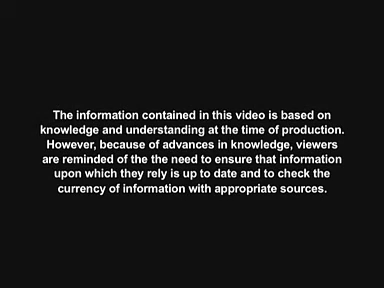 The information contained in this video is based on
knowledge and understanding at the time of production.
However, because of advances in knowledge, viewers
are reminded of the the need to ensure that information
upon which they rely is up to date and to check the
currency of information with appropriate sources.